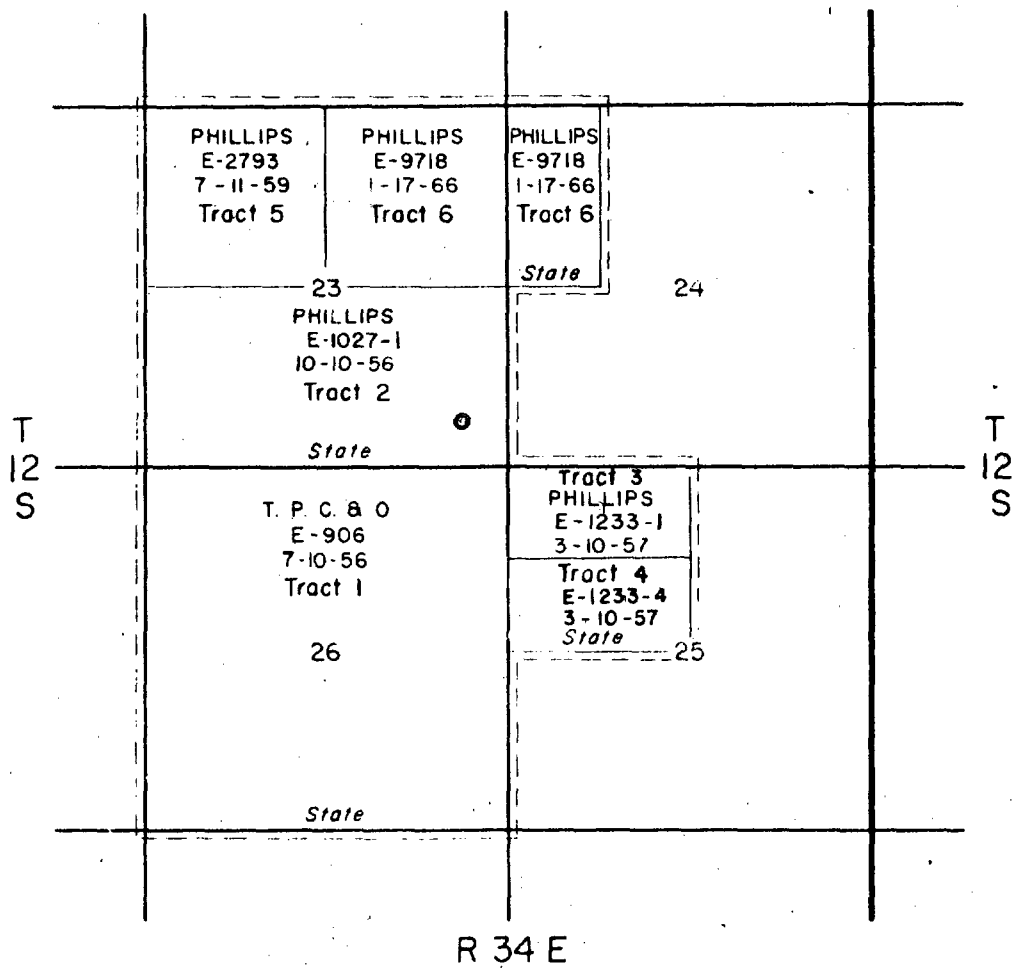 PHILLIPS
E-2793
7-11-59
Tract 5
PHILLIPS
E-9718
1-17-66
Tract 6
PHILLIPS
E-9718
1-17-66
Tract 6
State
23
24
PHILLIPS
E-1027-1
10-10-56
Tract 2
State
T
12
S
T
12
S
T. P. C. & O
E-906
7-10-56
Tract 1
26
State
Tract 3
PHILLIPS
E-1233-1
3-10-57
Tract 4
E-1233-4
3-10-57
State
25
R 34 E